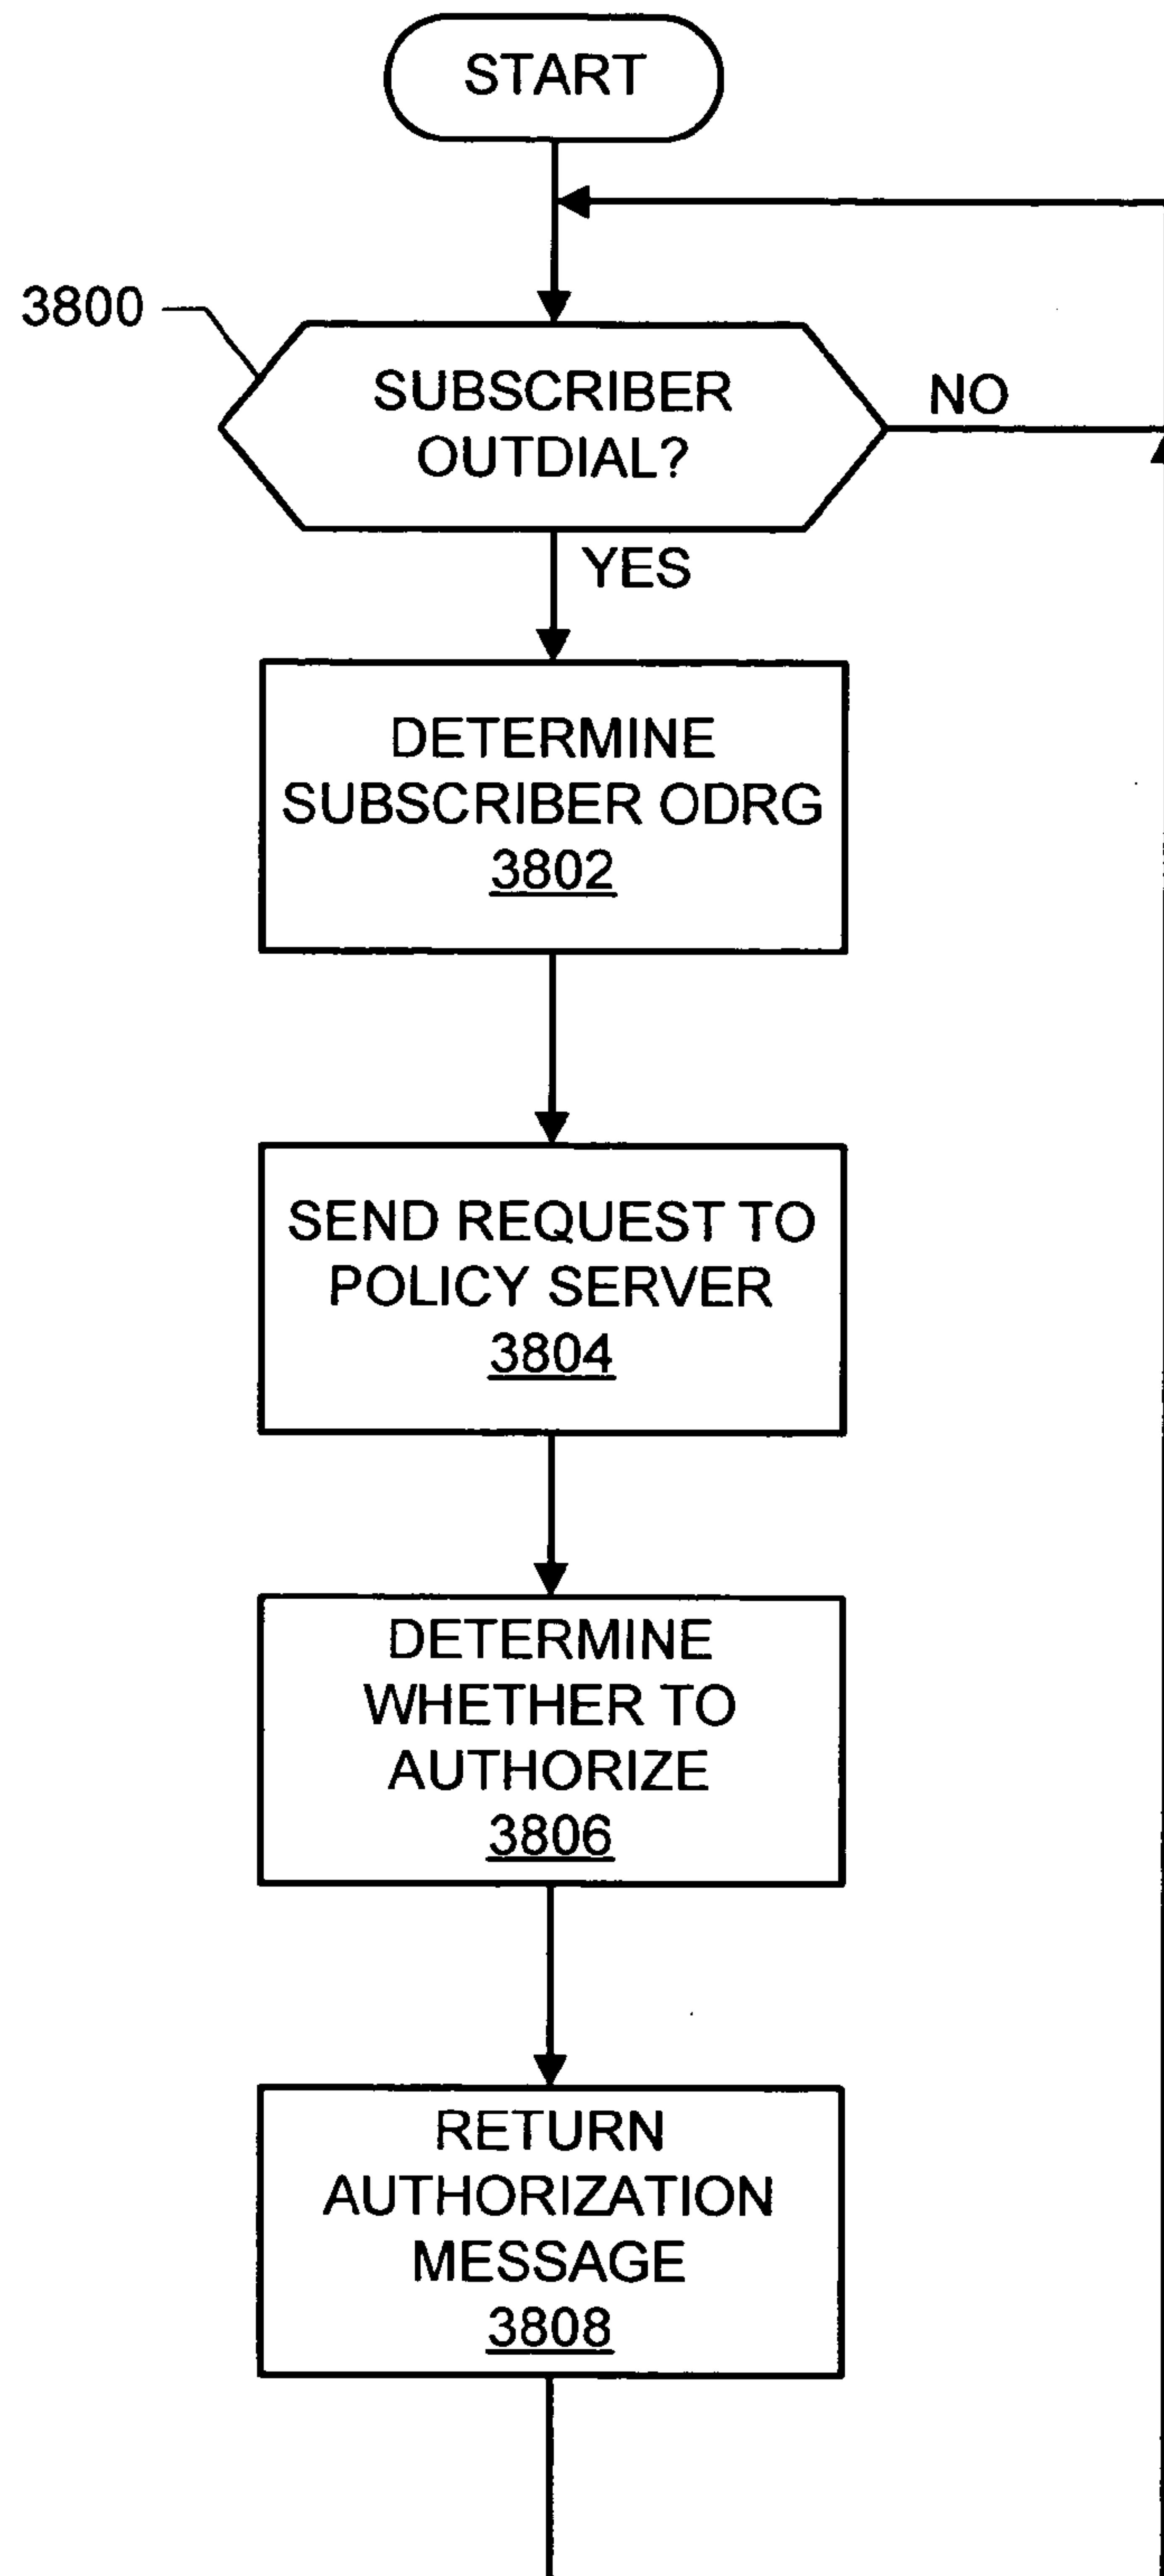 START
3800
SUBSCRIBER
OUTDIAL?
NO
YES
DETERMINE
SUBSCRIBER ODRG
3802
SEND REQUEST TO
POLICY SERVER
3804
DETERMINE
WHETHER TO
AUTHORIZE
3806
RETURN
AUTHORIZATION
MESSAGE
3808